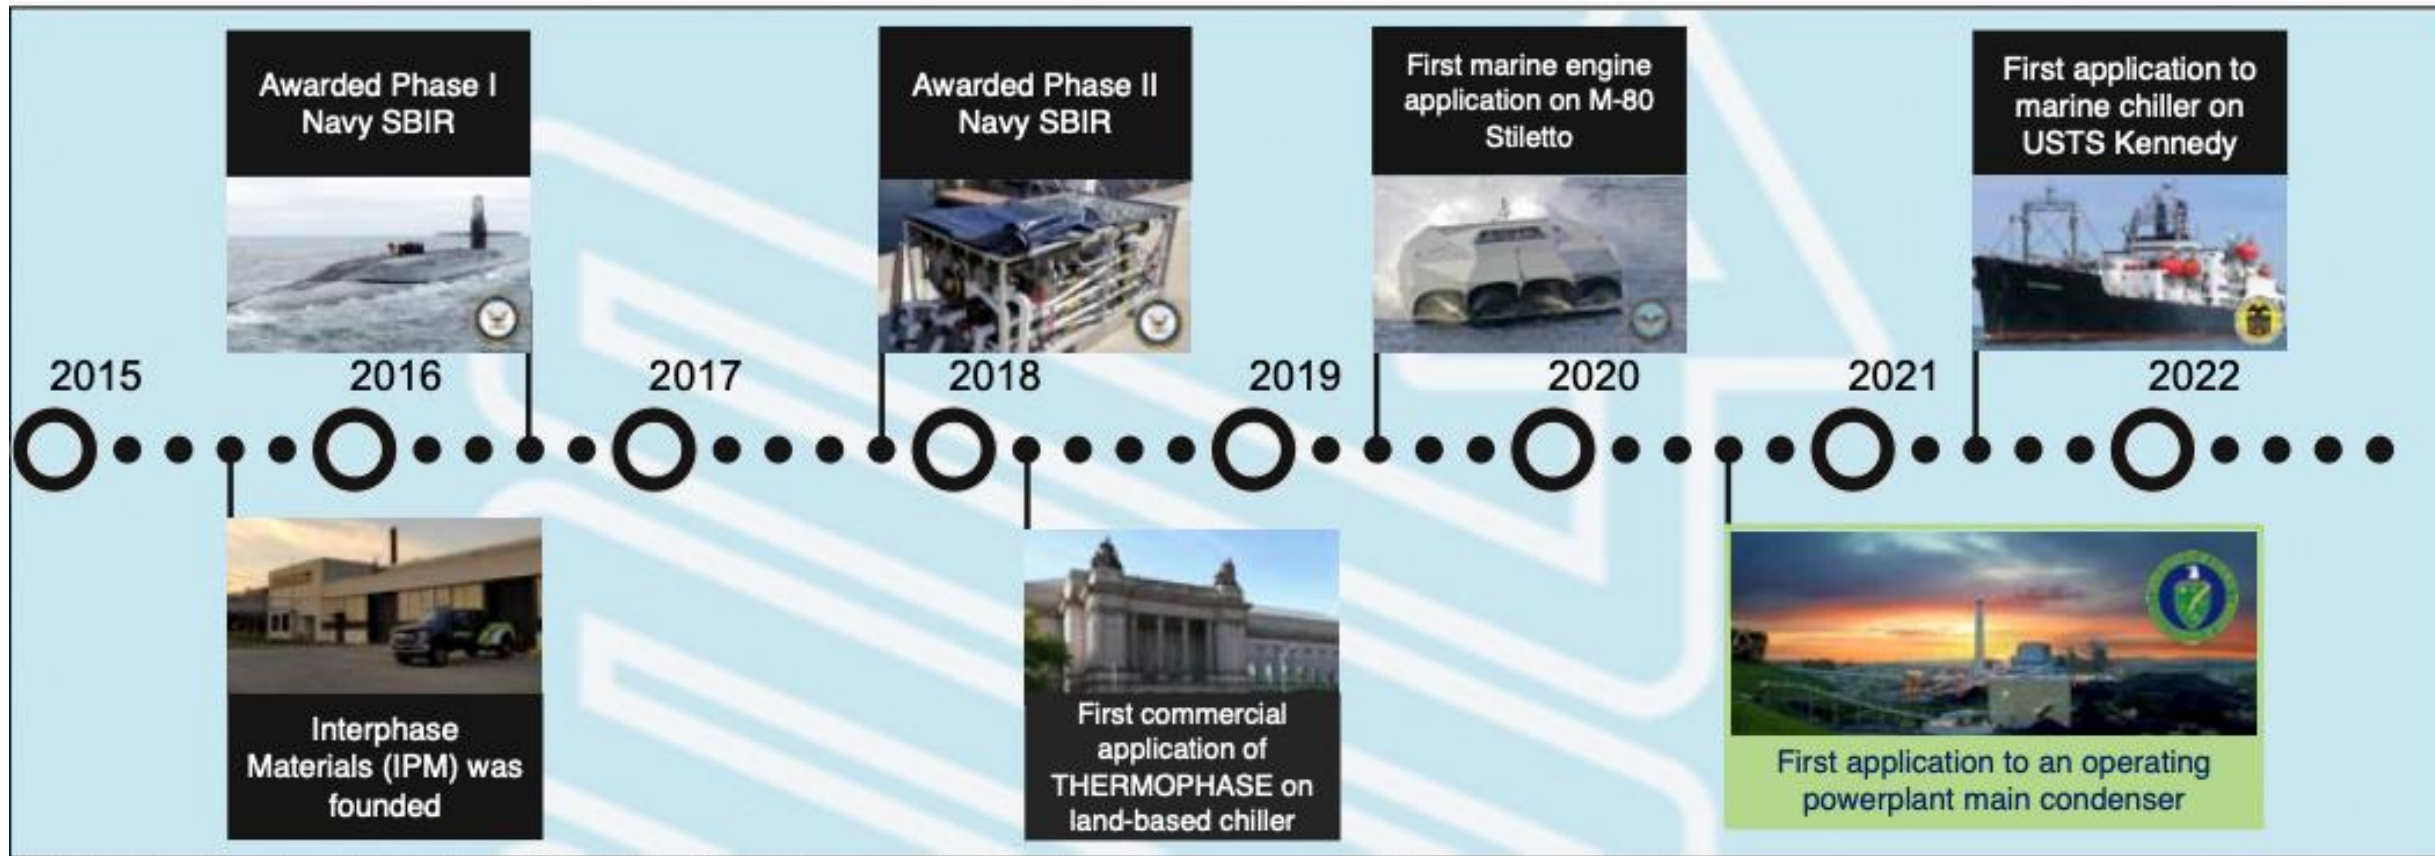 Awarded Phase I
Navy SBIR
Awarded Phase II
Navy SBIR
First marine engine
application on M-80
Stiletto
First application to
marine chiller on
USTS Kennedy
2015
2016
2017
2018
2019
2020
2021
2022
Interphase
Materials (IPM) was
founded
First commercial
application of
THERMOPHASE on
land-based chiller
First application to an operating
powerplant main condenser